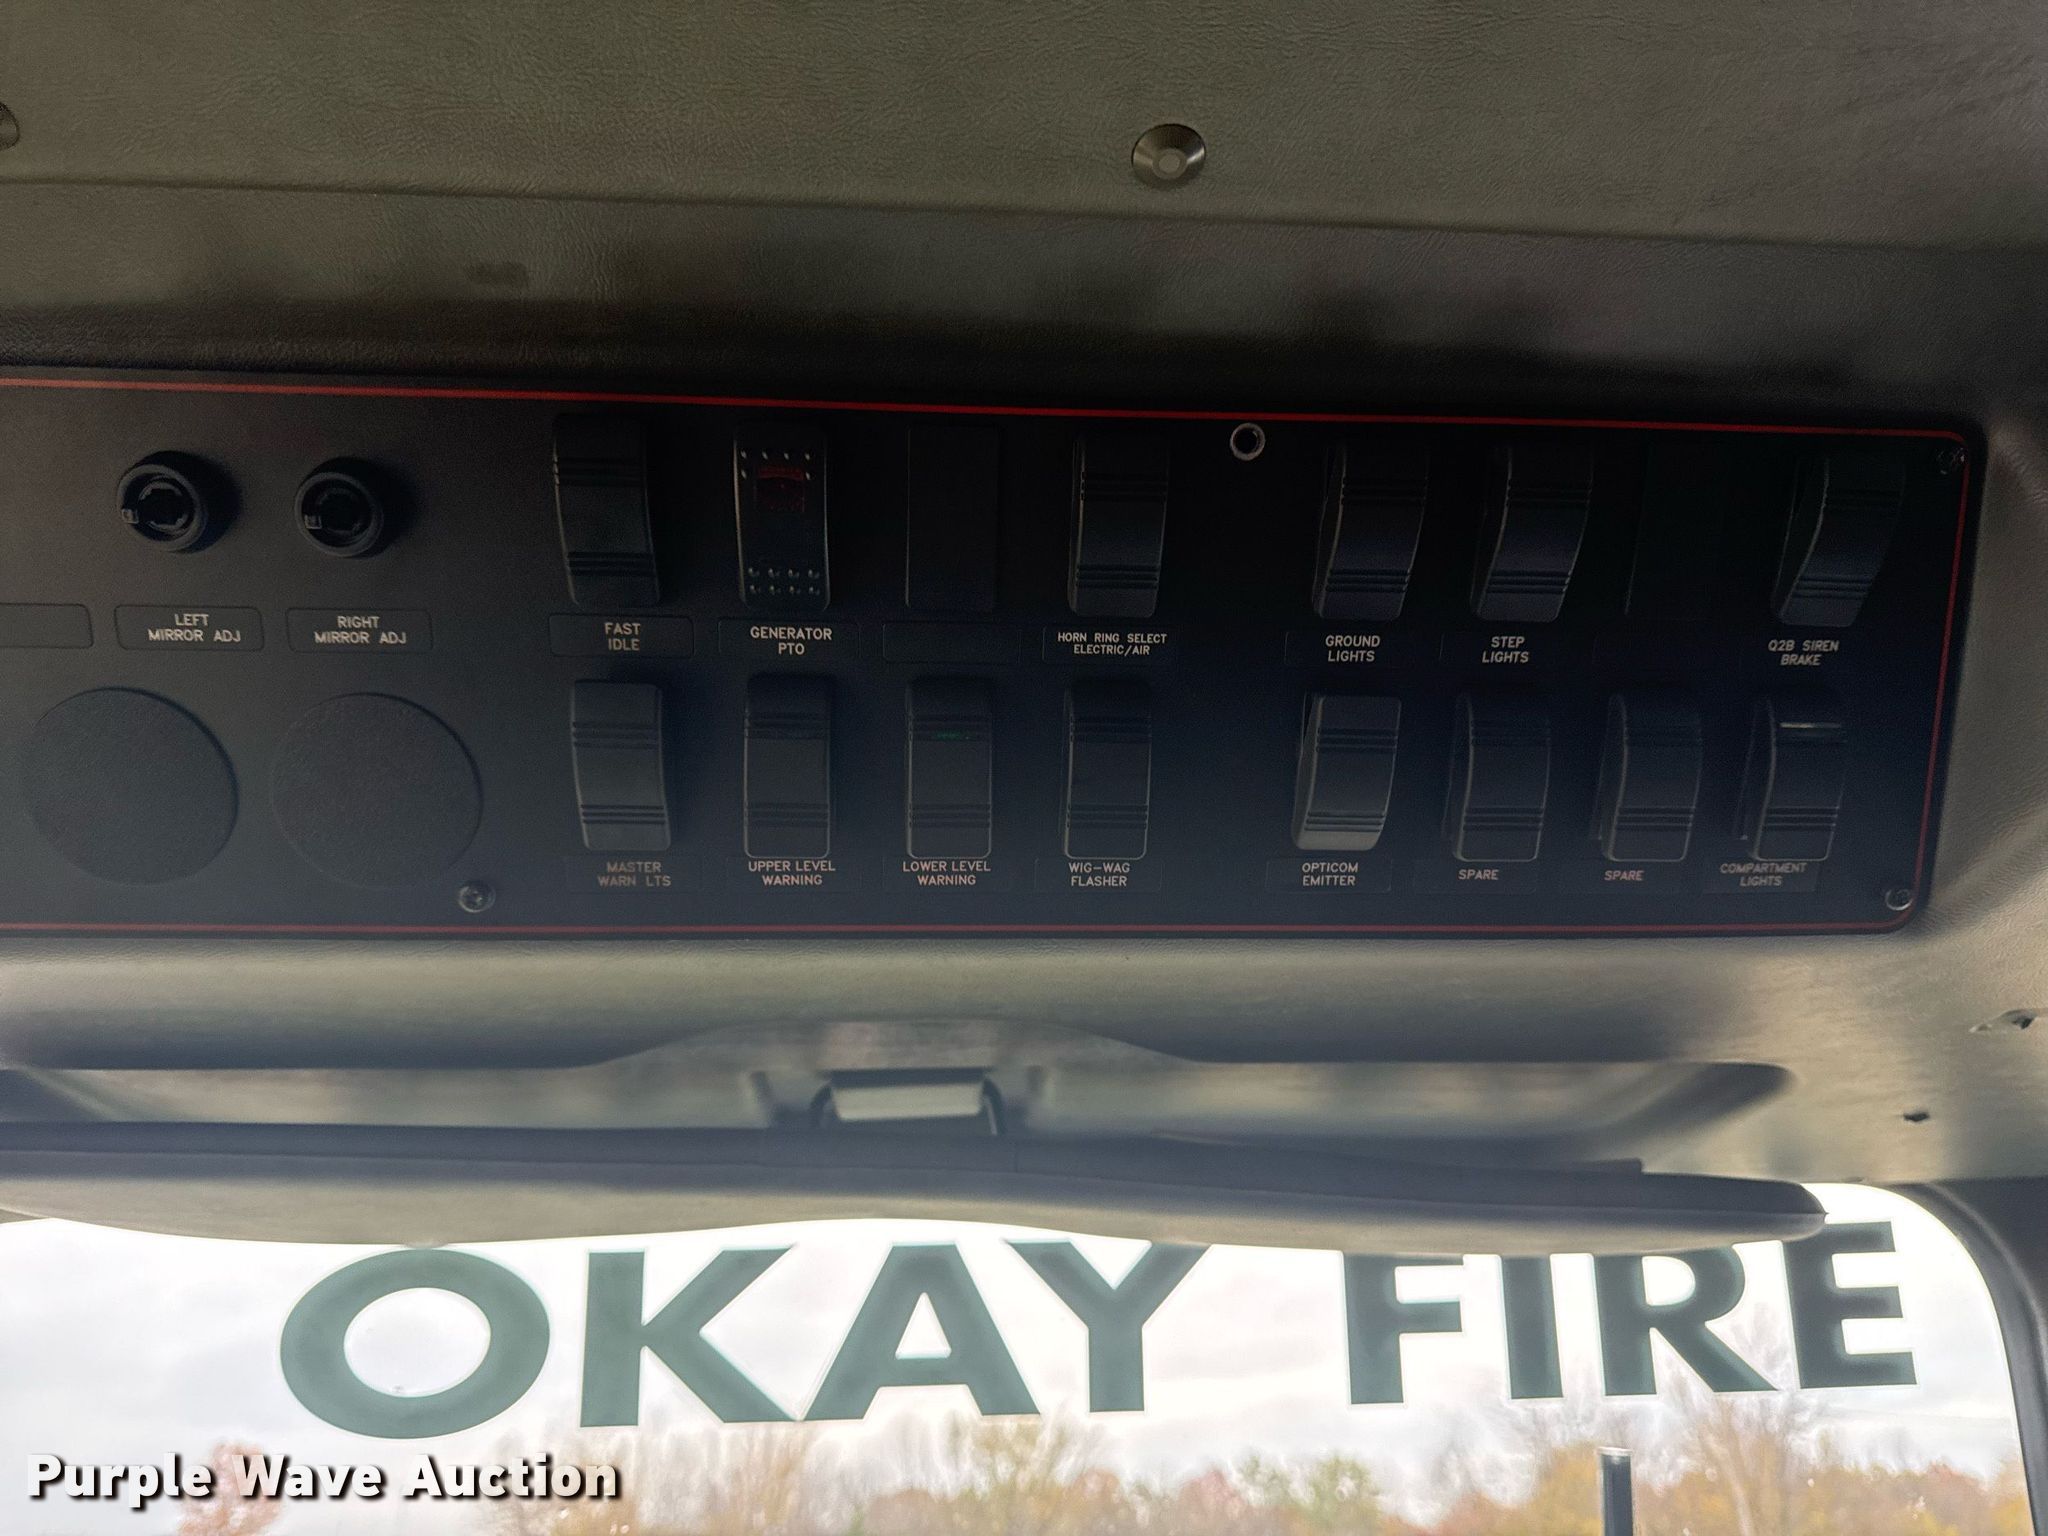 LEFT
MIRROR ADJ
RIGHT
MIRROR ADJ
FAST
IDLE
GENERATOR
PTO
HORN RING SELECT
ELECTRIC/AIR
GROUND
LIGHTS
STEP
LIGHTS
Q2B SIREN
BRAKE
MASTER
WARN LTS
UPPER LEVEL
WARNING
LOWER LEVEL
WARNING
WIG-WAG
FLASHER
OPTICOM
EMITTER
SPARE
SPARE
COMPARTMENT
LIGHTS
OKAY FIRE
Purple Wave Auction